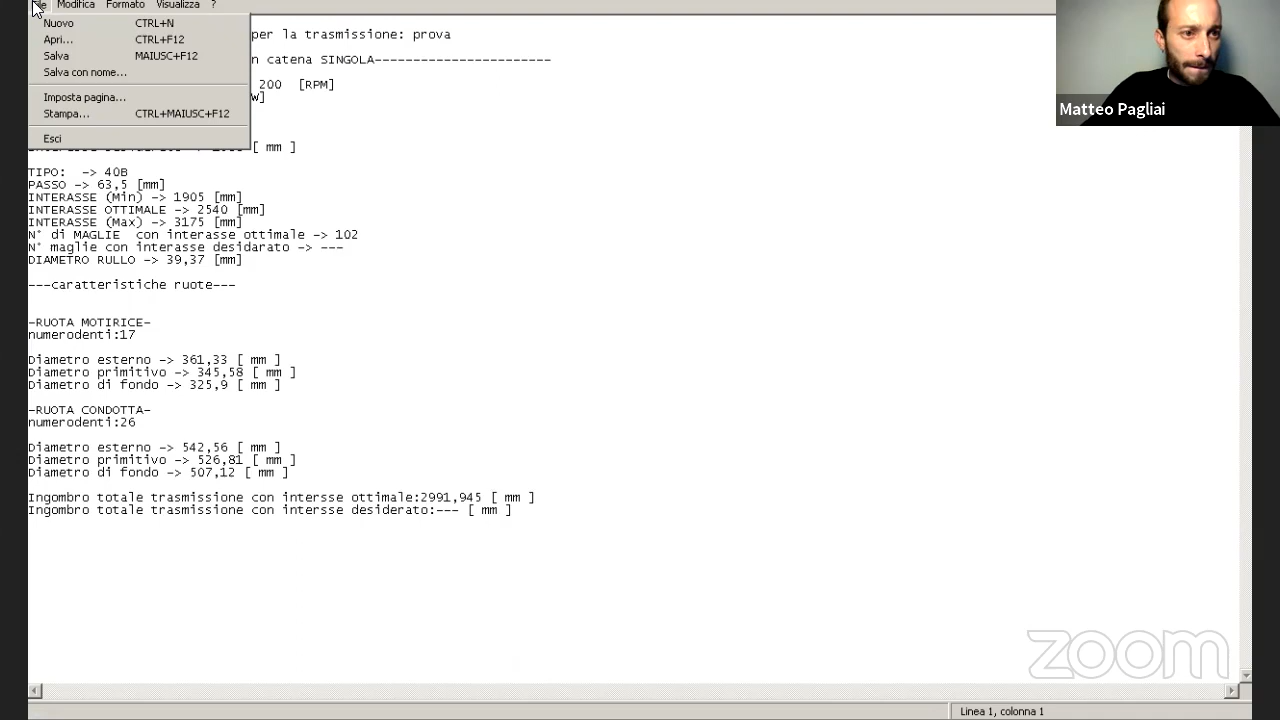 Modifica Formato Visualizza ?
Nuovo CTRL+N
Apri... CTRL+F12
Salva MAIUSC+F12
Salva con nome...
Imposta pagina...
Stampa... CTRL+MAIUSC+F12
Esci
per la trasmissione: prova
n catena SINGOLA-----------------------
200 [RPM]
w]
[ mm ]
TIPO: -> 40B
PASSO -> 63,5 [mm]
INTERASSE (Min) -> 1905 [mm]
INTERASSE OTTIMALE -> 2540 [mm]
INTERASSE (Max) -> 3175 [mm]
N° di MAGLIE con interasse ottimale -> 102
N° maglie con interasse desidarato -> ---
DIAMETRO RULLO -> 39,37 [mm]
---caratteristiche ruote---
-RUOTA MOTIRICE-
numerodenti:17
Diametro esterno -> 361,33 [ mm ]
Diametro primitivo -> 345,58 [ mm ]
Diametro di fondo -> 325,9 [ mm ]
-RUOTA CONDOTTA-
numerodenti:26
Diametro esterno -> 542,56 [ mm ]
Diametro primitivo -> 526,81 [ mm ]
Diametro di fondo -> 507,12 [ mm ]
Ingombro totale trasmissione con intersse ottimale:2991,945 [ mm ]
Ingombro totale trasmissione con intersse desiderato:--- [ mm ]
Matteo Pagliai
zoom
Linea 1, colonna 1